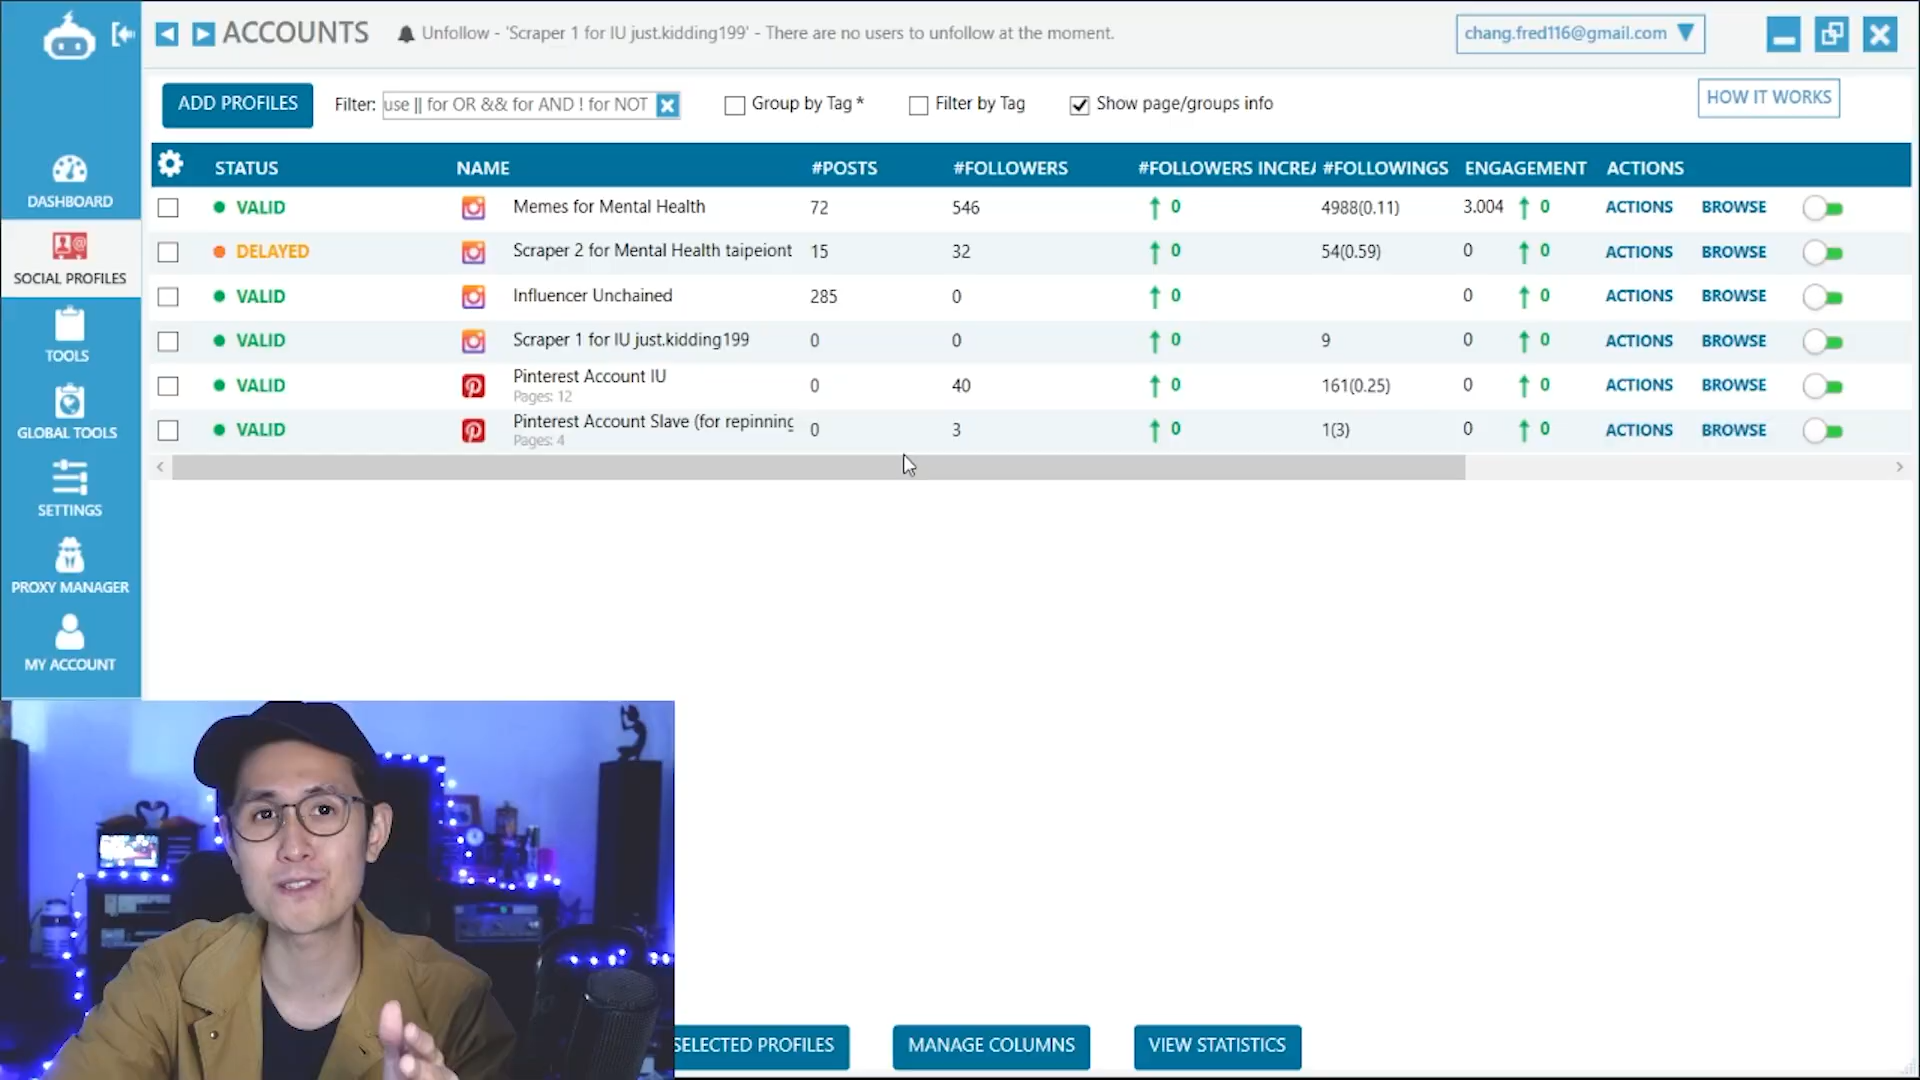 ACCOUNTS
Unfollow - 'Scraper 1 for IU just.kidding199' - There are no users to unfollow at the moment.
chang.fred116@gmail.com
ADD PROFILES
Filter: use || for OR && for AND ! for NOT
Group by Tag *
Filter by Tag
Show page/groups info
HOW IT WORKS
STATUS NAME #POSTS #FOLLOWERS #FOLLOWERS INCREA #FOLLOWINGS ENGAGEMENT ACTIONS
VALID Memes for Mental Health 72 546 0 4988(0.11) 3.004 0 ACTIONS BROWSE
DELAYED Scraper 2 for Mental Health taipeiont 15 32 0 54(0.59) 0 0 ACTIONS BROWSE
VALID Influencer Unchained 285 0 0 0 0 ACTIONS BROWSE
VALID Scraper 1 for IU just.kidding199 0 0 0 9 0 0 ACTIONS BROWSE
VALID Pinterest Account IU 0 40 0 161(0.25) 0 0 ACTIONS BROWSE
Pages: 12
VALID Pinterest Account Slave (for repinning 0 3 0 1(3) 0 0 ACTIONS BROWSE
Pages: 4
DASHBOARD
SOCIAL PROFILES
TOOLS
GLOBAL TOOLS
SETTINGS
PROXY MANAGER
MY ACCOUNT
SELECTED PROFILES
MANAGE COLUMNS
VIEW STATISTICS